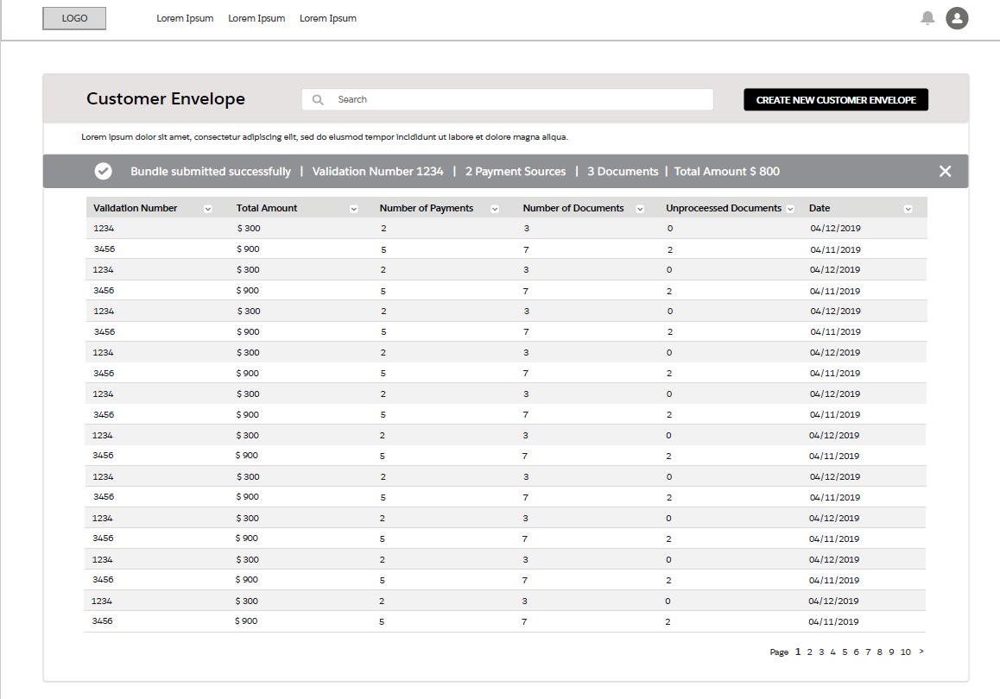 LOGO Lorem Ipsum Lorem Ipsum Lorem Ipsum
Customer Envelope Search CREATE NEW CUSTOMER ENVELOPE
Lorem ipsum dolor sit amet, consectetur adipiscing elit, sed do eiusmod tempor incididunt ut labore et dolore magna aliqua.
Bundle submitted successfully | Validation Number 1234 | 2 Payment Sources | 3 Documents | Total Amount $ 800
Validation Number Total Amount Number of Payments Number of Documents Unproceessed Documents Date
1234 $ 300 2 3 0 04/12/2019
3456 $ 900 5 7 2 04/11/2019
1234 $ 300 2 3 0 04/12/2019
3456 $ 900 5 7 2 04/11/2019
1234 $ 300 2 3 0 04/12/2019
3456 $ 900 5 7 2 04/11/2019
1234 $ 300 2 3 0 04/12/2019
3456 $ 900 5 7 2 04/11/2019
1234 $ 300 2 3 0 04/12/2019
3456 $ 900 5 7 2 04/11/2019
1234 $ 300 2 3 0 04/12/2019
3456 $ 900 5 7 2 04/11/2019
1234 $ 300 2 3 0 04/12/2019
3456 $ 900 5 7 2 04/11/2019
1234 $ 300 2 3 0 04/12/2019
3456 $ 900 5 7 2 04/11/2019
1234 $ 300 2 3 0 04/12/2019
3456 $ 900 5 7 2 04/11/2019
1234 $ 300 2 3 0 04/12/2019
3456 $ 900 5 7 2 04/11/2019
Page 1 2 3 4 5 6 7 8 9 10 >